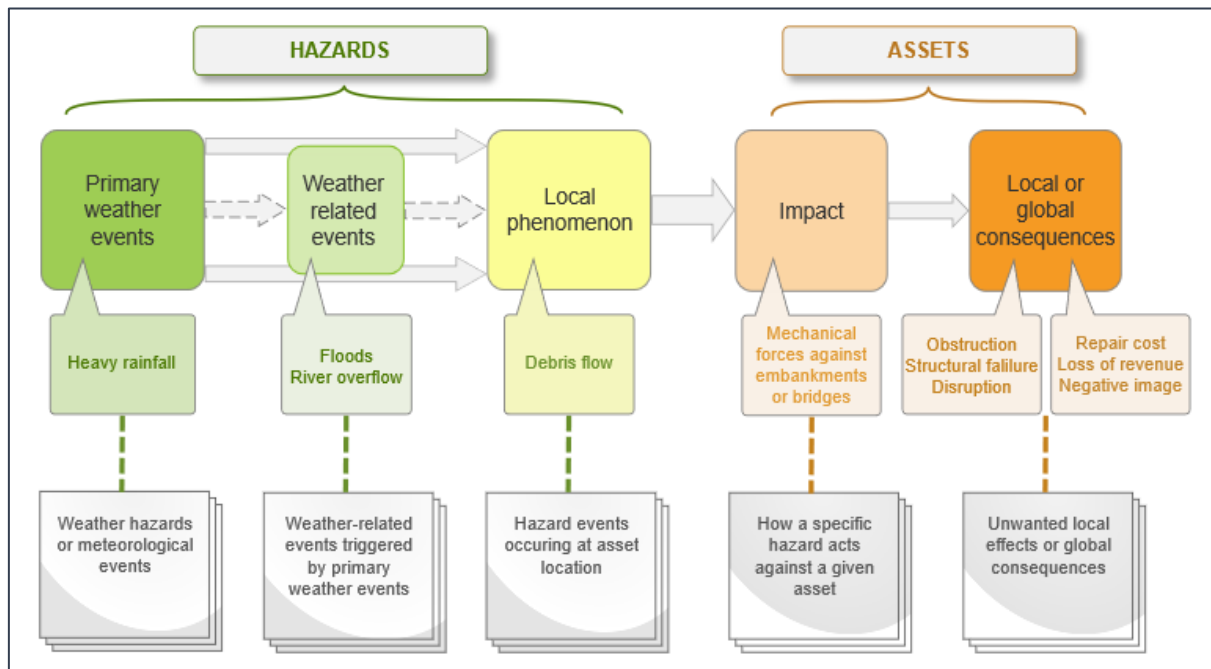 HAZARDS
ASSETS
Primary
weather
events
Weather
related
events
Local
phenomenon
Impact
Local or
global
consequences
Heavy rainfall
Floods
River overflow
Debris flow
Mechanical
forces against
embankments
or bridges
Obstruction
Structural falilure
Disruption
Repair cost
Loss of revenue
Negative image
Weather hazards
or meteorological
events
Weather-related
events triggered
by primary
weather events
Hazard events
occuring at asset
location
How a specific
hazard acts
against a given
asset
Unwanted local
effects or global
consequences